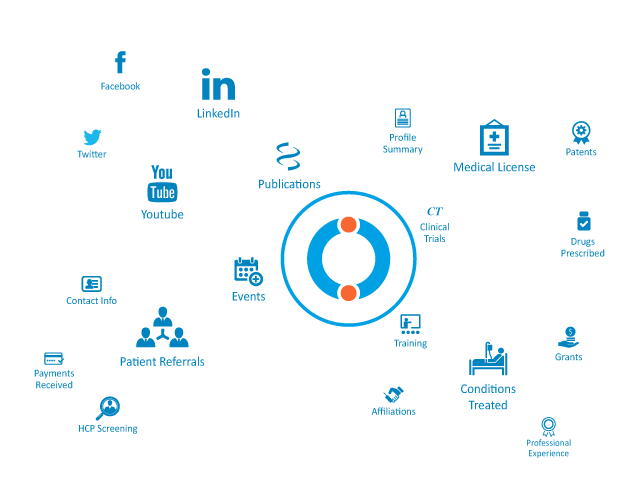 Facebook
in
LinkedIn
Twitter
You
Tube
Youtube
Publications
Profile
Summary
Medical License
Patents
CT
Clinical
Trials
Drugs
Prescribed
Events
Contact Info
Patient Referrals
Payments
Received
HCP Screening
Training
Affiliations
Conditions
Treated
$
Grants
Professional
Experience